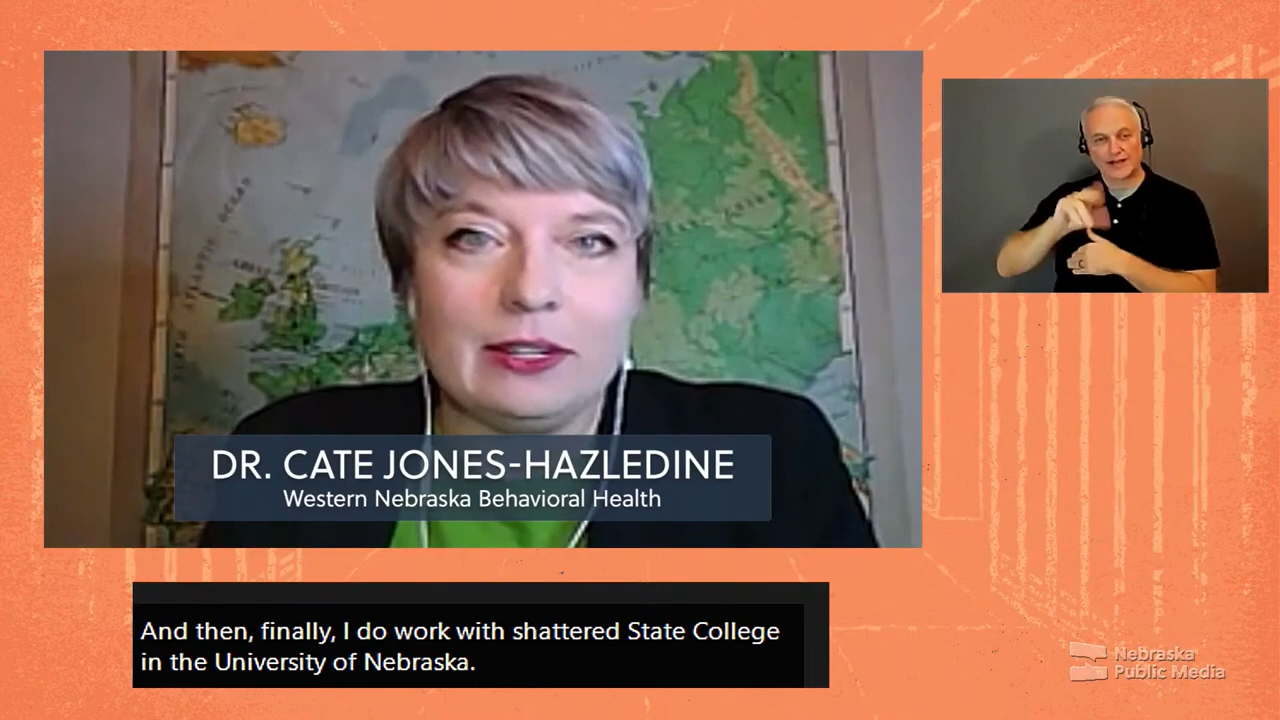 DR. CATE JONES-HAZLEDINE
Western Nebraska Behavioral Health
And then, finally, I do work with shattered State College
in the University of Nebraska.
Nebraska
Public Media